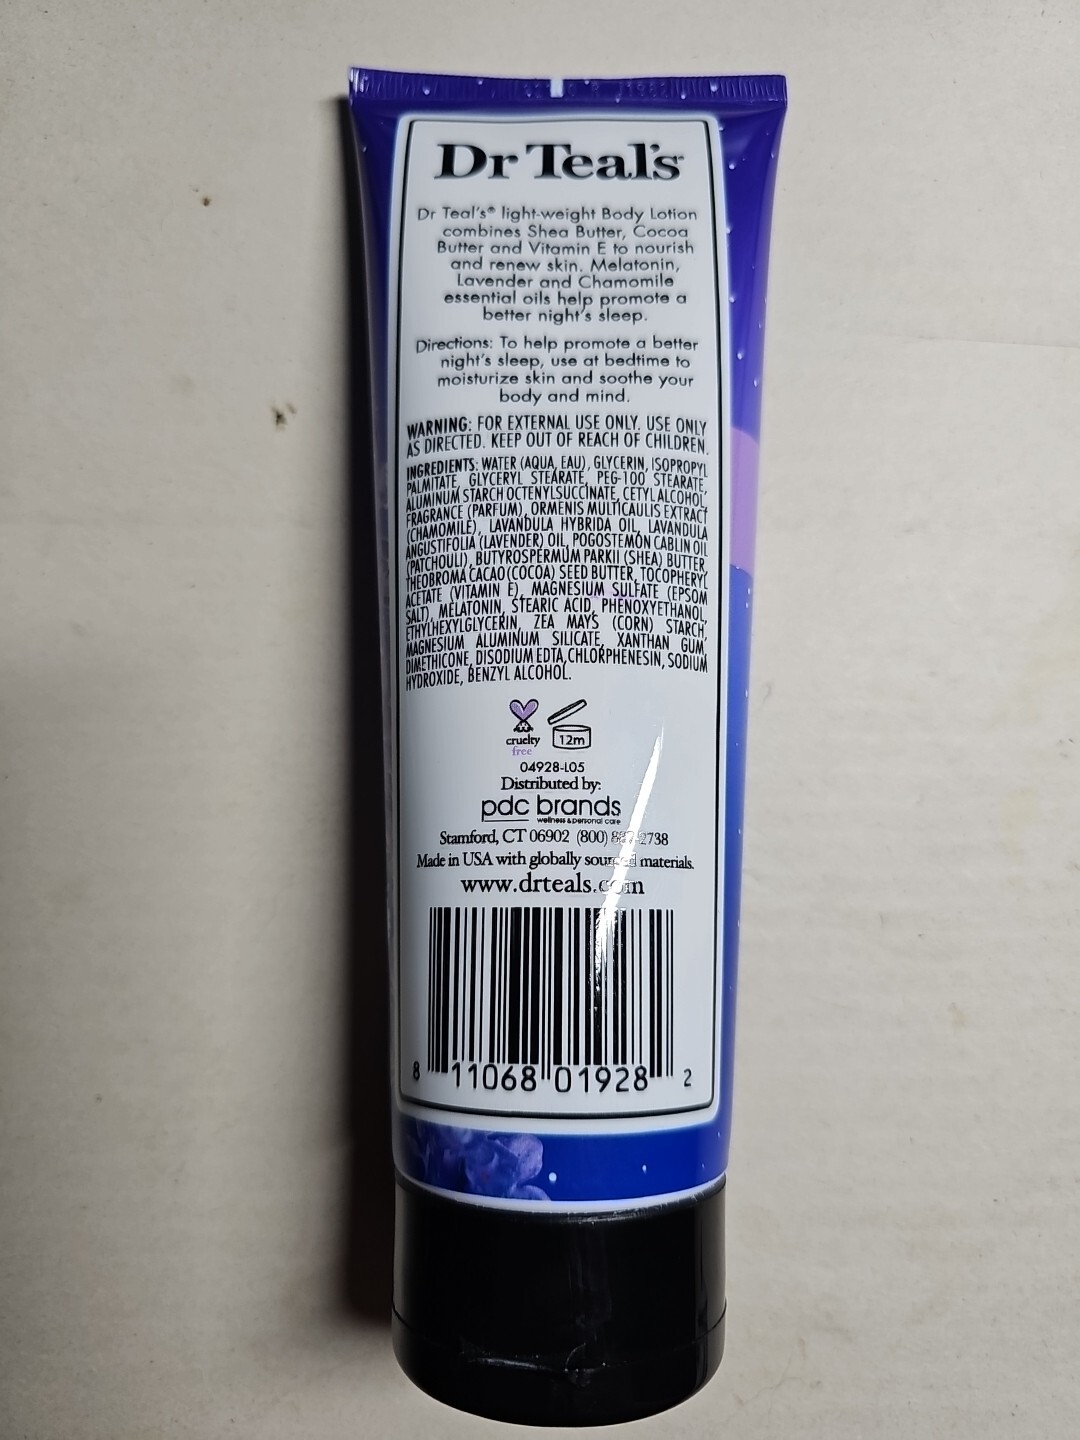 Dr Teal's
Dr Teal's® light-weight Body Lotion
combines Shea Butter, Cocoa
Butter and Vitamin E to nourish
and renew skin. Melatonin,
Lavender and Chamomile
essential oils help promote a
better night's sleep.
Directions: To help promote a better
night's sleep, use at bedtime to
moisturize skin and soothe your
body and mind.
WARNING: FOR EXTERNAL USE ONLY. USE ONLY
AS DIRECTED. KEEP OUT OF REACH OF CHILDREN.
INGREDIENTS: WATER (AQUA, EAU), GLYCERIN, ISOPROPYL
PALMITATE, GLYCERYL STEARATE, PEG-100 STEARATE,
ALUMINUM STARCH OCTENYLSUCCINATE, CETYL ALCOHOL,
FRAGRANCE (PARFUM), ORMENIS MULTICAULIS EXTRACT
(CHAMOMILE), LAVANDULA HYBRIDA OIL, LAVANDULA
ANGUSTIFOLIA (LAVENDER) OIL, POGOSTEMON CABLIN OIL
(PATCHOULI), BUTYROSPERMUM PARKII (SHEA) BUTTER,
THEOBROMA CACAO (COCOA) SEED BUTTER, TOCOPHERYL
ACETATE (VITAMIN E), MAGNESIUM SULFATE (EPSOM
SALT), MELATONIN, STEARIC ACID, PHENOXYETHANOL,
ETHYLHEXYLGLYCERIN, ZEA MAYS (CORN) STARCH,
MAGNESIUM ALUMINUM SILICATE, XANTHAN GUM,
DIMETHICONE, DISODIUM EDTA, CHLORPHENESIN, SODIUM
HYDROXIDE, BENZYL ALCOHOL.
cruelty
free
12m
04928-L05
Distributed by:
pdc brands
wellness & personal care
Stamford, CT 06902 (800)
Made in USA with globally sourced materials.
www.drteals.com
8 11068 01928 2